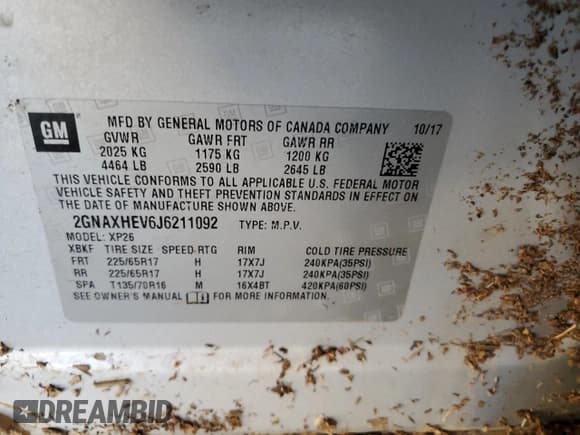 GM
MFD BY GENERAL MOTORS OF CANADA COMPANY 10/17
GVWR GAWR FRT GAWR RR
2025 KG 1175 KG 1200 KG
4464 LB 2590 LB 2645 LB
THIS VEHICLE CONFORMS TO ALL APPLICABLE U.S. FEDERAL MOTOR
VEHICLE SAFETY AND THEFT PREVENTION STANDARDS IN EFFECT ON
THE DATE OF MANUFACTURE SHOWN ABOVE.
2GNAXHEV6J6211092 TYPE: M.P.V.
MODEL: XP26
XBKF TIRE SIZE SPEED RTG RIM COLD TIRE PRESSURE
FRT 225/65R17 H 17X7J 240KPA(35PSI)
RR 225/65R17 H 17X7J 240KPA(35PSI)
SPA T135/70R16 M 16X4BT 420KPA(60PSI)
SEE OWNER'S MANUAL FOR MORE INFORMATION.
DREAMBID